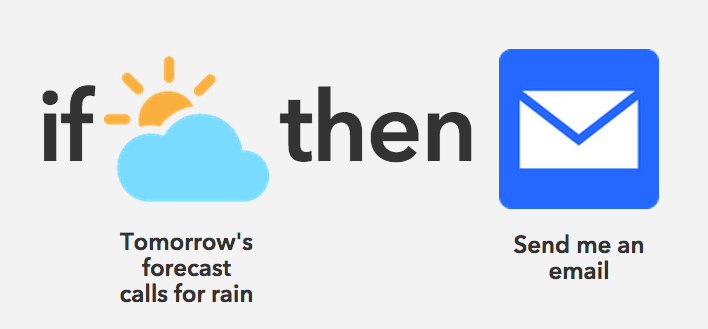 if then
Tomorrow's
forecast
calls for rain
Send me an
email